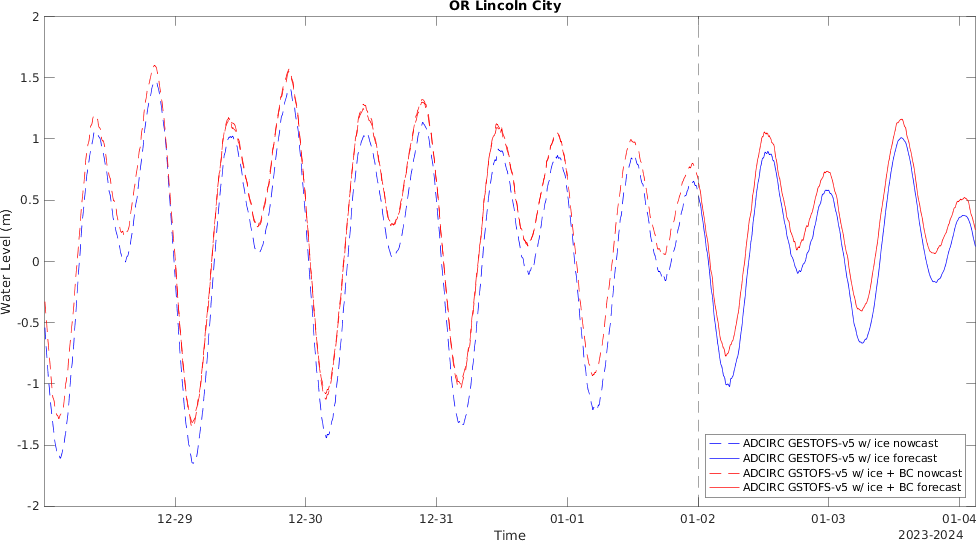 OR Lincoln City
2
1.5
1
0.5
0
-0.5
-1
-1.5
-2
Water Level (m)
12-29
12-30
12-31
01-01
01-02
01-03
01-04
Time
2023-2024
ADCIRC GESTOFS-v5 w/ ice nowcast
ADCIRC GESTOFS-v5 w/ ice forecast
ADCIRC GSTOFS-v5 w/ ice + BC nowcast
ADCIRC GSTOFS-v5 w/ ice + BC forecast